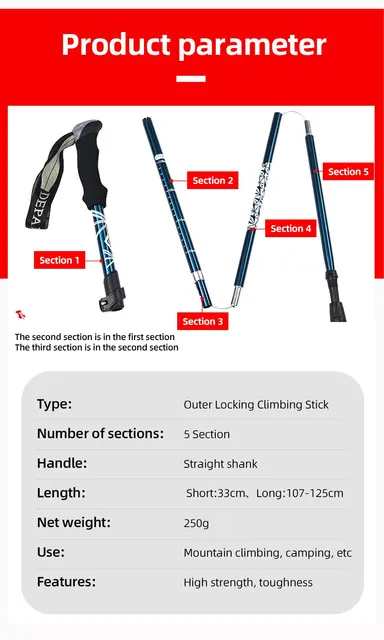 Product parameter
DEPA
Section 1
Section 2
Section 3
Section 4
Section 5
The second section is in the first section
The third section is in the second section
Type: Outer Locking Climbing Stick
Number of sections: 5 Section
Handle: Straight shank
Length: Short:33cm、Long:107-125cm
Net weight: 250g
Use: Mountain climbing, camping, etc
Features: High strength, toughness